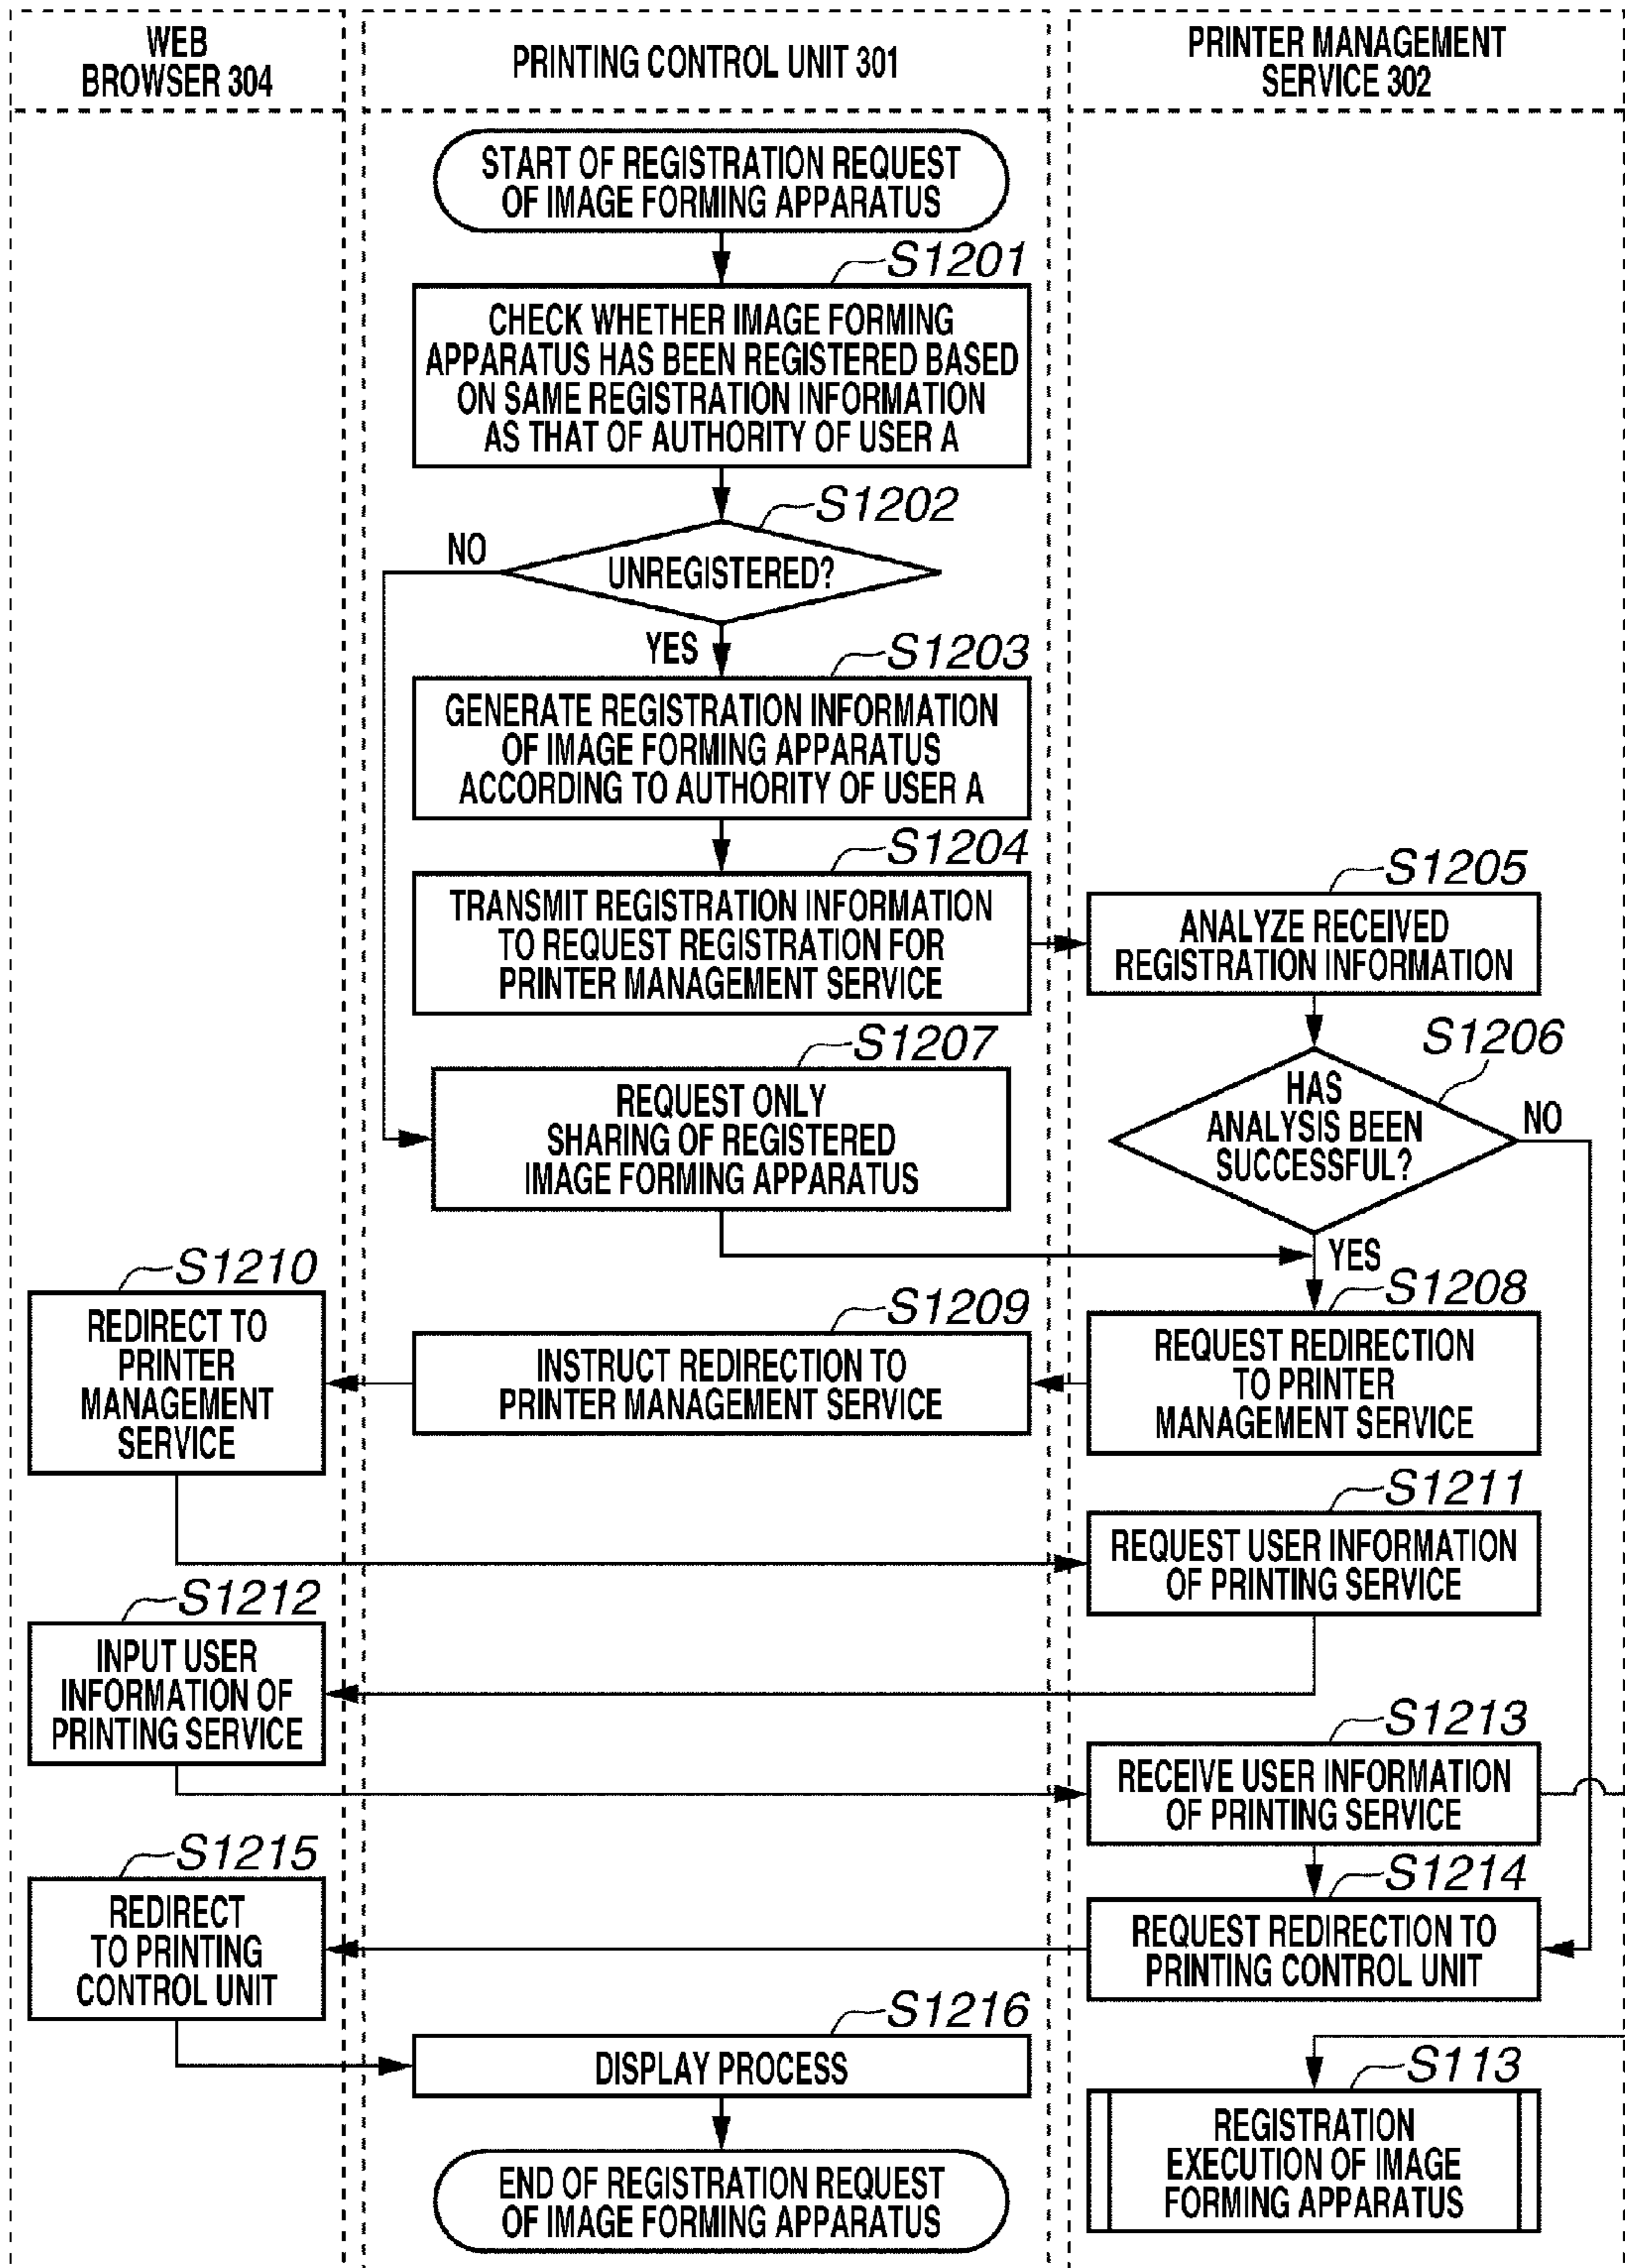 WEB
BROWSER 304
PRINTING CONTROL UNIT 301
PRINTER MANAGEMENT
SERVICE 302
START OF REGISTRATION REQUEST
OF IMAGE FORMING APPARATUS
S1201
CHECK WHETHER IMAGE FORMING
APPARATUS HAS BEEN REGISTERED BASED
ON SAME REGISTRATION INFORMATION
AS THAT OF AUTHORITY OF USER A
S1202
NO
UNREGISTERED?
YES
S1203
GENERATE REGISTRATION INFORMATION
OF IMAGE FORMING APPARATUS
ACCORDING TO AUTHORITY OF USER A
S1204
TRANSMIT REGISTRATION INFORMATION
TO REQUEST REGISTRATION FOR
PRINTER MANAGEMENT SERVICE
S1205
ANALYZE RECEIVED
REGISTRATION INFORMATION
S1206
HAS
ANALYSIS BEEN
SUCCESSFUL?
NO
YES
S1207
REQUEST ONLY
SHARING OF REGISTERED
IMAGE FORMING APPARATUS
S1208
REQUEST REDIRECTION
TO PRINTER
MANAGEMENT SERVICE
S1209
INSTRUCT REDIRECTION TO
PRINTER MANAGEMENT SERVICE
S1210
REDIRECT TO
PRINTER
MANAGEMENT
SERVICE
S1211
REQUEST USER INFORMATION
OF PRINTING SERVICE
S1212
INPUT USER
INFORMATION OF
PRINTING SERVICE
S1213
RECEIVE USER INFORMATION
OF PRINTING SERVICE
S1214
REQUEST REDIRECTION TO
PRINTING CONTROL UNIT
S1215
REDIRECT
TO PRINTING
CONTROL UNIT
S1216
DISPLAY PROCESS
END OF REGISTRATION REQUEST
OF IMAGE FORMING APPARATUS
S113
REGISTRATION
EXECUTION OF IMAGE
FORMING APPARATUS